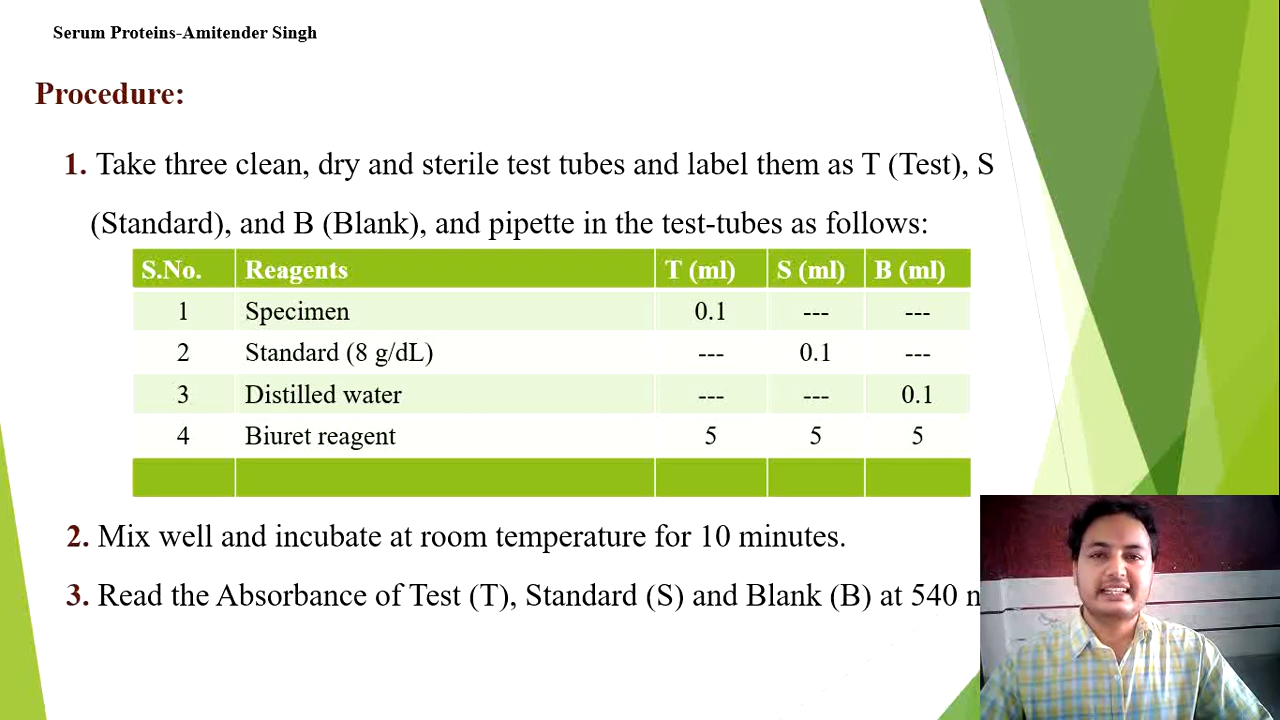 Serum Proteins-Amitender Singh
Procedure:
1. Take three clean, dry and sterile test tubes and label them as T (Test), S
(Standard), and B (Blank), and pipette in the test-tubes as follows:
S.No. Reagents T (ml) S (ml) B (ml)
1 Specimen 0.1 --- ---
2 Standard (8 g/dL) --- 0.1 ---
3 Distilled water --- --- 0.1
4 Biuret reagent 5 5 5
2. Mix well and incubate at room temperature for 10 minutes.
3. Read the Absorbance of Test (T), Standard (S) and Blank (B) at 540 n